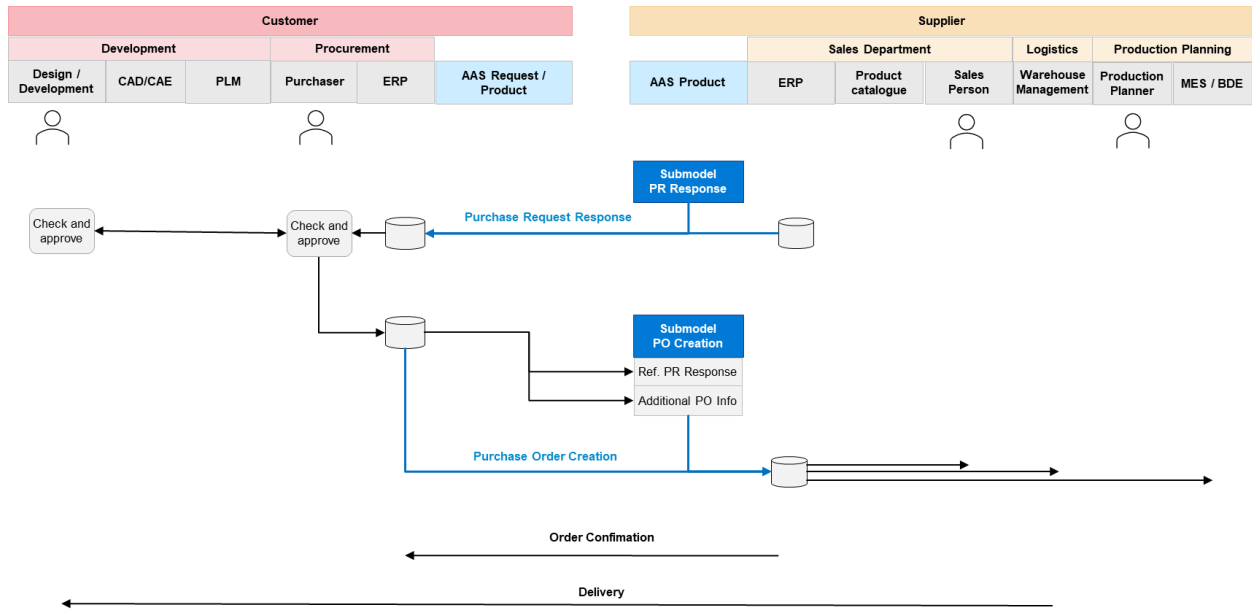 Customer
Supplier
Development
Procurement
Sales Department
Logistics
Production Planning
Design /
Development
CAD/CAE
PLM
Purchaser
ERP
AAS Request /
Product
AAS Product
ERP
Product
catalogue
Sales
Person
Warehouse
Management
Production
Planner
MES / BDE
Submodel
PR Response
Purchase Request Response
Check and
approve
Check and
approve
Submodel
PO Creation
Ref. PR Response
Additional PO Info
Purchase Order Creation
Order Confimation
Delivery